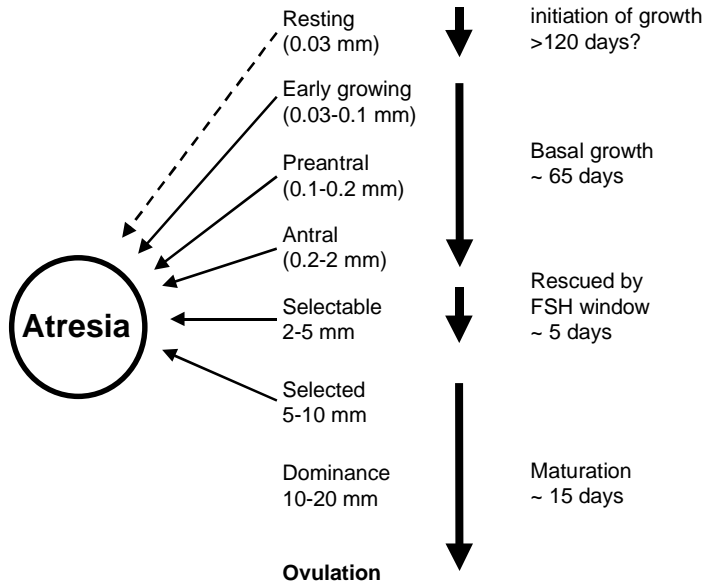 Resting
(0.03 mm)
initiation of growth
>120 days?
Early growing
(0.03-0.1 mm)
Preantral
(0.1-0.2 mm)
Basal growth
~ 65 days
Antral
(0.2-2 mm)
Atresia
Selectable
2-5 mm
Rescued by
FSH window
~ 5 days
Selected
5-10 mm
Dominance
10-20 mm
Maturation
~ 15 days
Ovulation